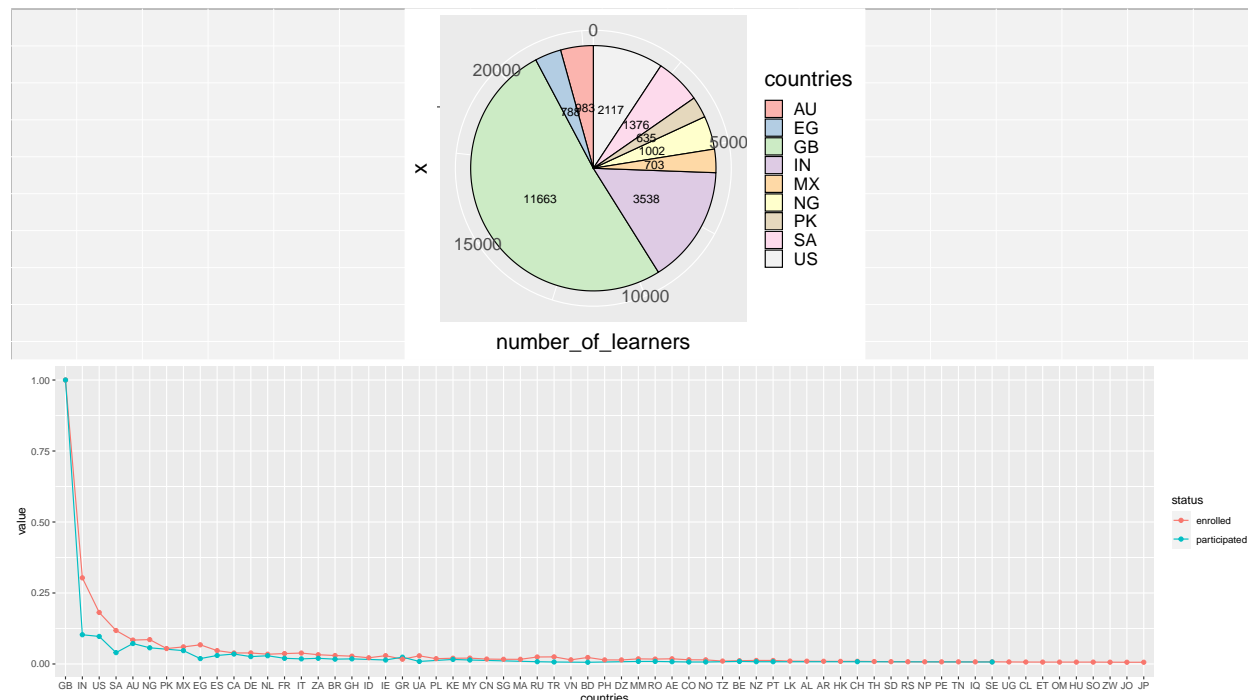 0
20000
5000
15000
10000
983
788
2117
1376
635
1002
703
3538
11663
x
number_of_learners
countries
AU
EG
GB
IN
MX
NG
PK
SA
US
1.00
0.75
0.50
0.25
0.00
value
GB IN US SA AU NG PK MX EG ES CA DE NL FR IT ZA BR GH ID IE GR UA PL KE MY CN SG MA RU TR VN BD PH DZ MM RO AE CO NO TZ BE NZ PT LK AL AR HK CH TH SD RS NP PE TN IQ SE UG CL ET OM HU SO ZW JO JP
countries
status
enrolled
participated